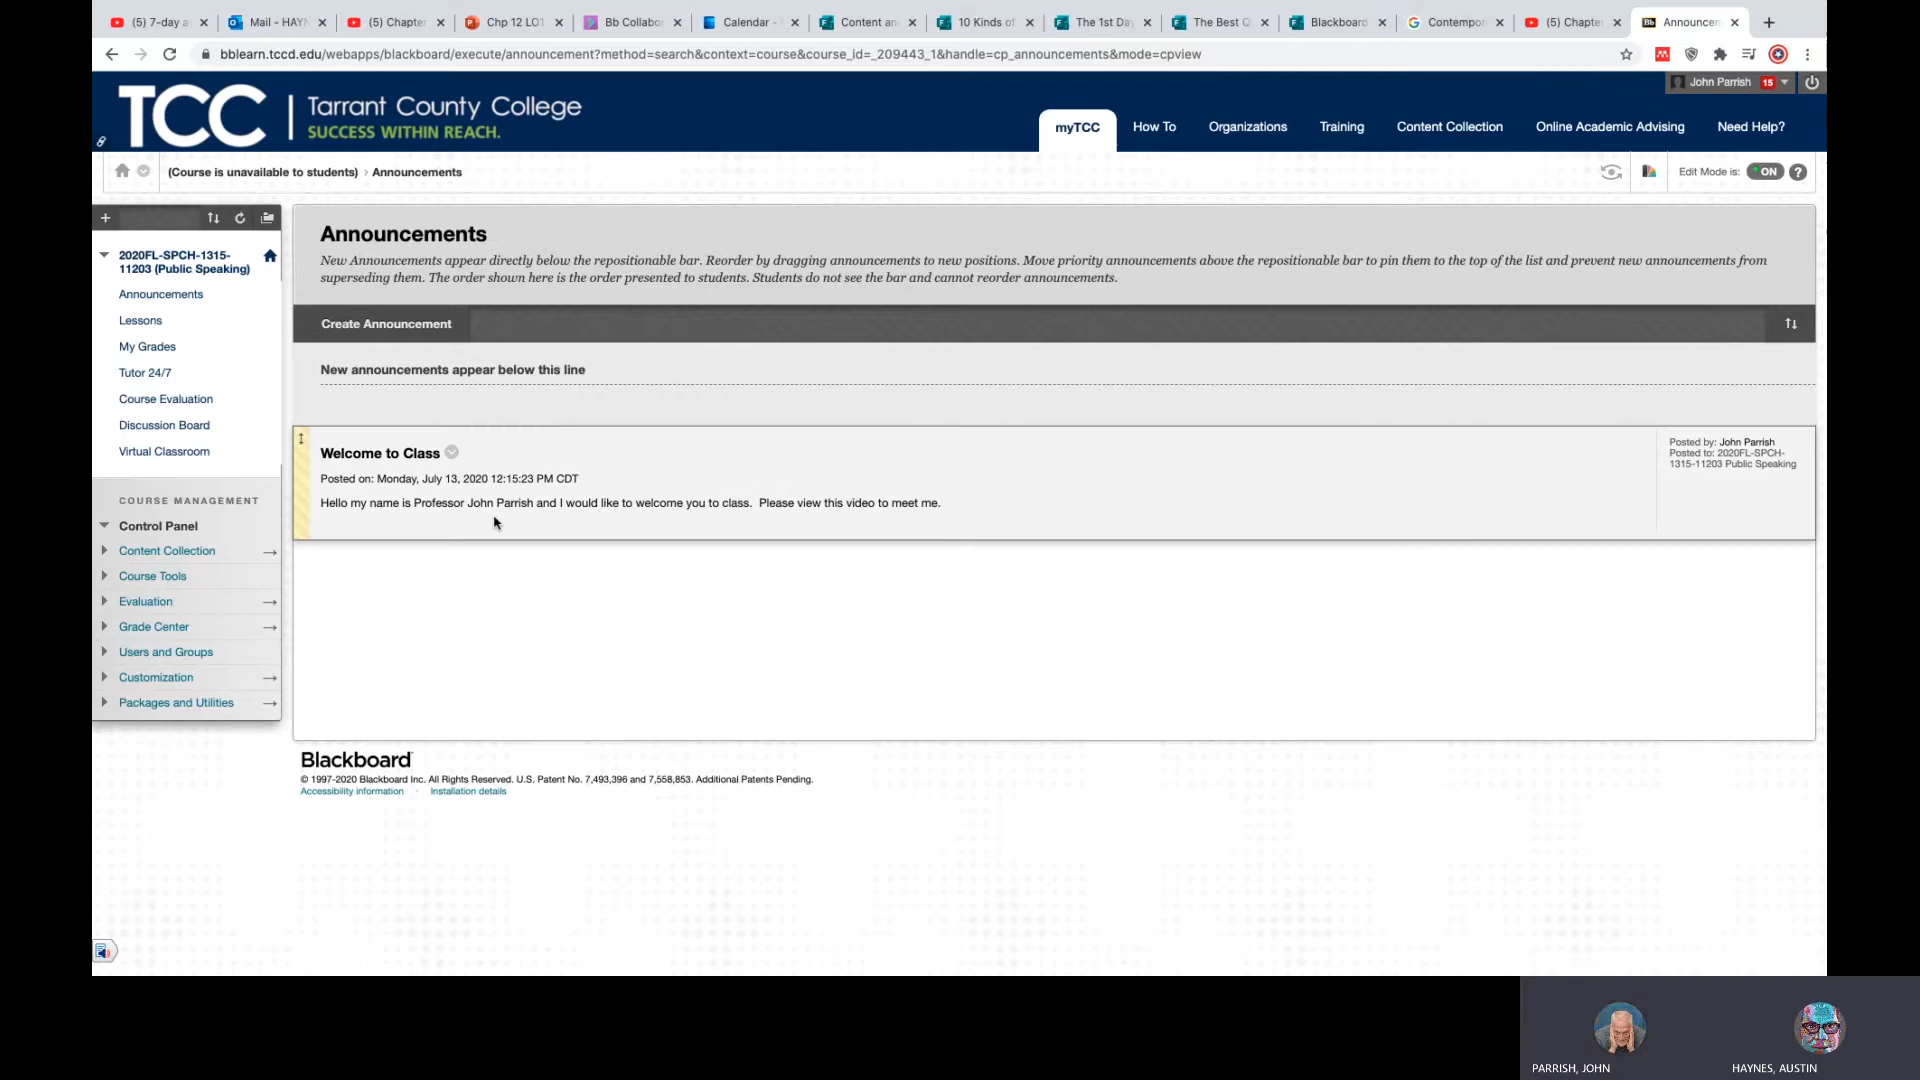 (5) 7-day a
Mail - HAYN
(5) Chapter
Chp 12 LO1
Bb Collabor
Calendar -
Content an
10 Kinds of
The 1st Da
The Best Q
Blackboard
Contempor
(5) Chapter
Announcem
bblearn.tccd.edu/webapps/blackboard/execute/announcement?method=search&context=course&course_id=_209443_1&handle=cp_announcements&mode=cpview
John Parrish 15
TCC Tarrant County College
SUCCESS WITHIN REACH.
myTCC
How To
Organizations
Training
Content Collection
Online Academic Advising
Need Help?
(Course is unavailable to students) › Announcements
Edit Mode is: ON ?
2020FL-SPCH-1315-
11203 (Public Speaking)
Announcements
Lessons
My Grades
Tutor 24/7
Course Evaluation
Discussion Board
Virtual Classroom
COURSE MANAGEMENT
Control Panel
Content Collection
Course Tools
Evaluation
Grade Center
Users and Groups
Customization
Packages and Utilities
Announcements
New Announcements appear directly below the repositionable bar. Reorder by dragging announcements to new positions. Move priority announcements above the repositionable bar to pin them to the top of the list and prevent new announcements from
superseding them. The order shown here is the order presented to students. Students do not see the bar and cannot reorder announcements.
Create Announcement
New announcements appear below this line
Welcome to Class
Posted on: Monday, July 13, 2020 12:15:23 PM CDT
Hello my name is Professor John Parrish and I would like to welcome you to class.  Please view this video to meet me.
Posted by: John Parrish
Posted to: 2020FL-SPCH-
1315-11203 Public Speaking
Blackboard
© 1997-2020 Blackboard Inc. All Rights Reserved. U.S. Patent No. 7,493,396 and 7,558,853. Additional Patents Pending.
Accessibility information · Installation details
PARRISH, JOHN
HAYNES, AUSTIN